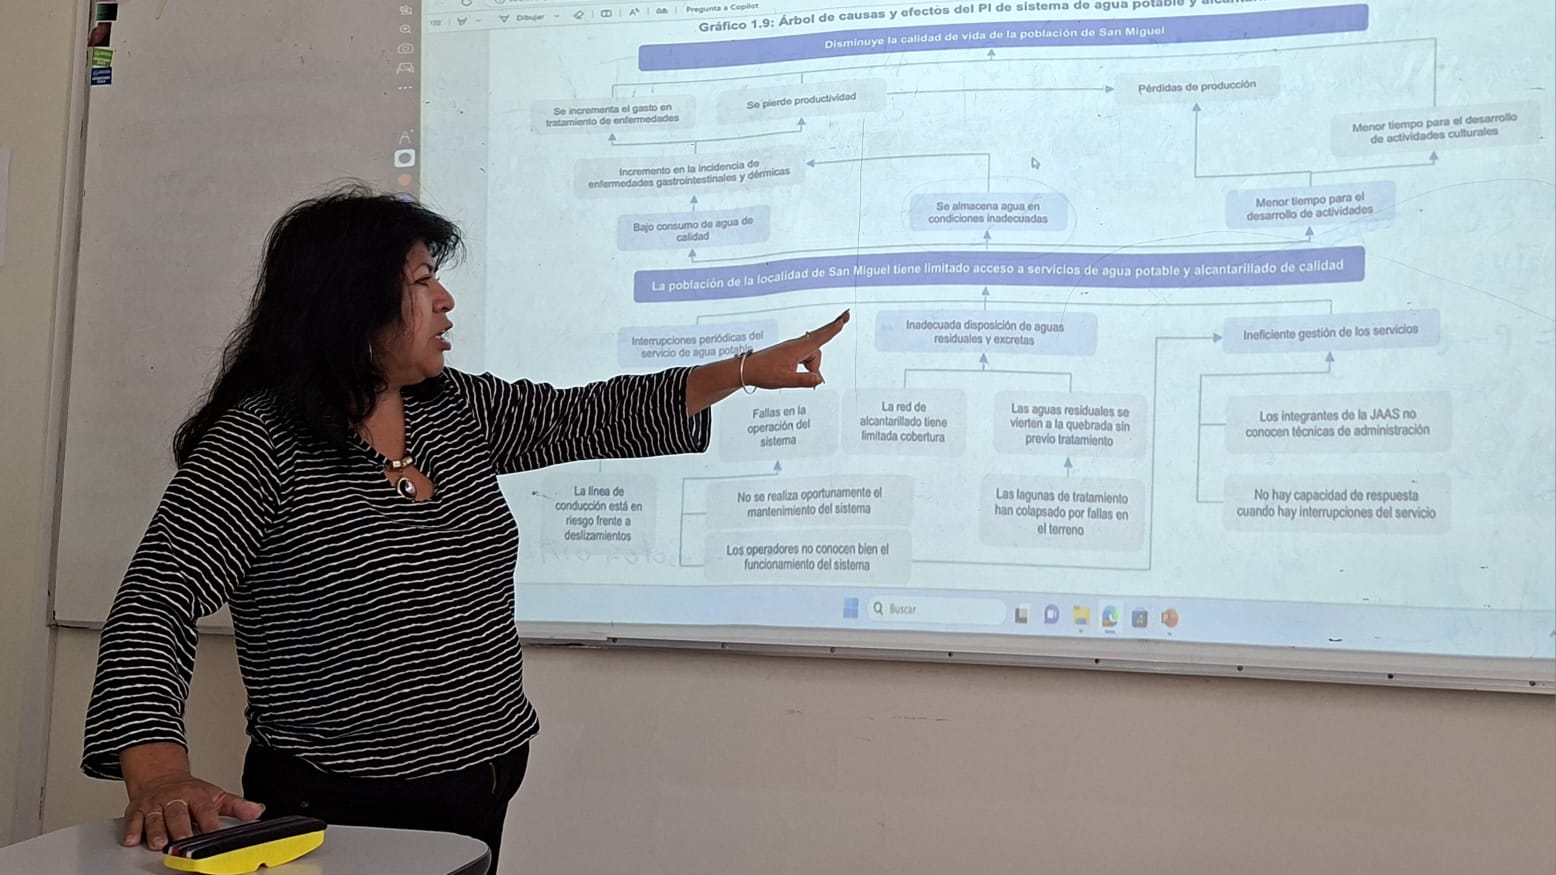 Dibujar
Pregunta a Copilot
Gráfico 1.9: Árbol de causas y efectos del PI de sistema de agua potable y
Disminuye la calidad de vida de la población de San Miguel
Se incrementa el gasto en
tratamiento de enfermedades
Se pierde productividad
Pérdidas de producción
Menor tiempo para el desarrollo
de actividades culturales
Incremento en la incidencia de
enfermedades gastrointestinales y dérmicas
Bajo consumo de agua de
calidad
Se almacena agua en
condiciones inadecuadas
Menor tiempo para el
desarrollo de actividades
La población de la localidad de San Miguel tiene limitado acceso a servicios de agua potable y alcantarillado de calidad
Interrupciones periódicas del
servicio de agua potable
Inadecuada disposición de aguas
residuales y excretas
Ineficiente gestión de los servicios
Fallas en la
operación del
sistema
La red de
alcantarillado tiene
limitada cobertura
Las aguas residuales se
vierten a la quebrada sin
previo tratamiento
Los integrantes de la JAAS no
conocen técnicas de administración
La línea de
conducción está en
riesgo frente a
deslizamientos
No se realiza oportunamente el
mantenimiento del sistema
Las lagunas de tratamiento
han colapsado por fallas en
el terreno
No hay capacidad de respuesta
cuando hay interrupciones del servicio
Los operadores no conocen bien el
funcionamiento del sistema
Buscar